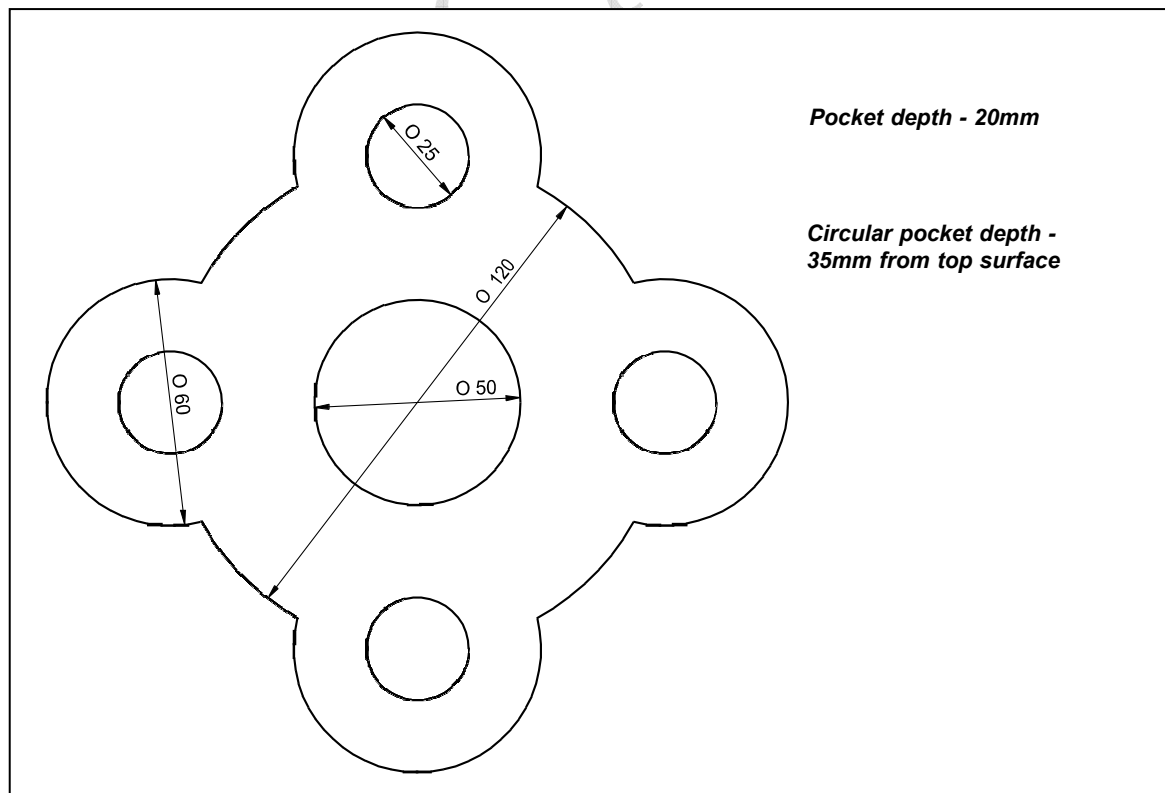 O 25
Pocket depth - 20mm
Circular pocket depth -
35mm from top surface
O 120
O 60
O 50